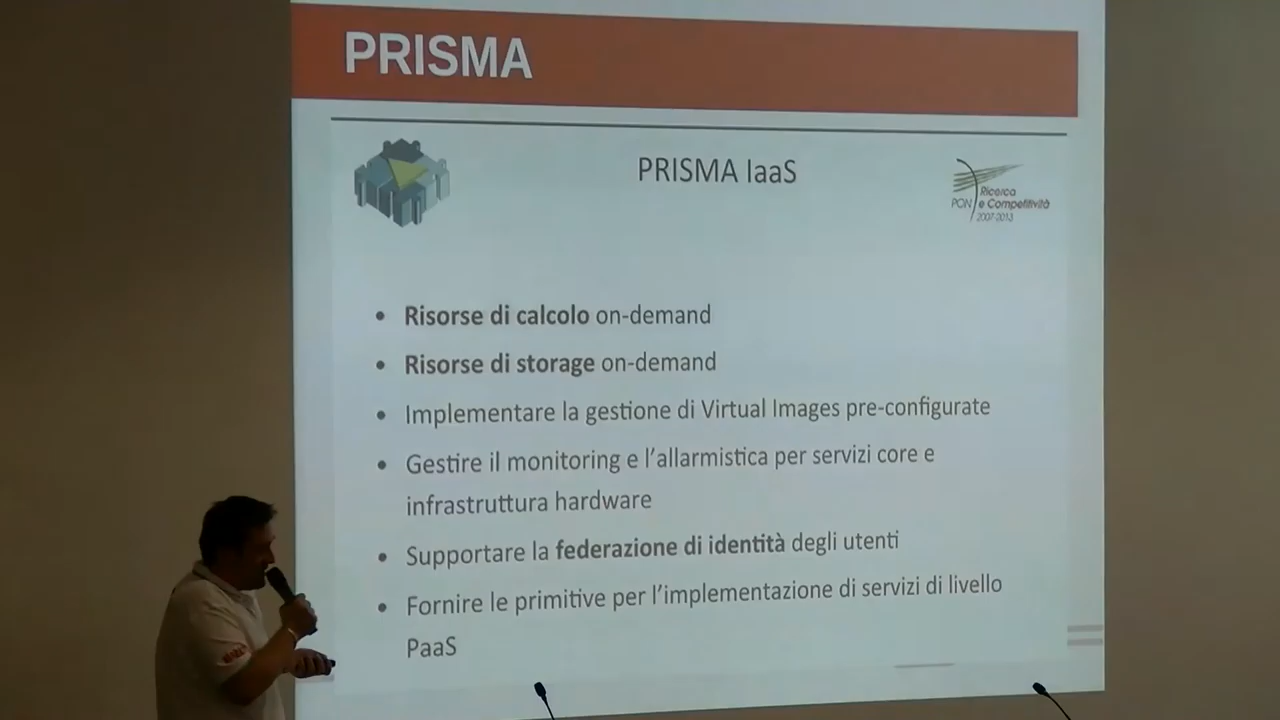 PRISMA
PRISMA IaaS
Ricerca
PON e Competitività
2007-2013
• Risorse di calcolo on-demand
• Risorse di storage on-demand
• Implementare la gestione di Virtual Images pre-configurate
• Gestire il monitoring e l'allarmistica per servizi core e
infrastruttura hardware
• Supportare la federazione di identità degli utenti
• Fornire le primitive per l'implementazione di servizi di livello
PaaS